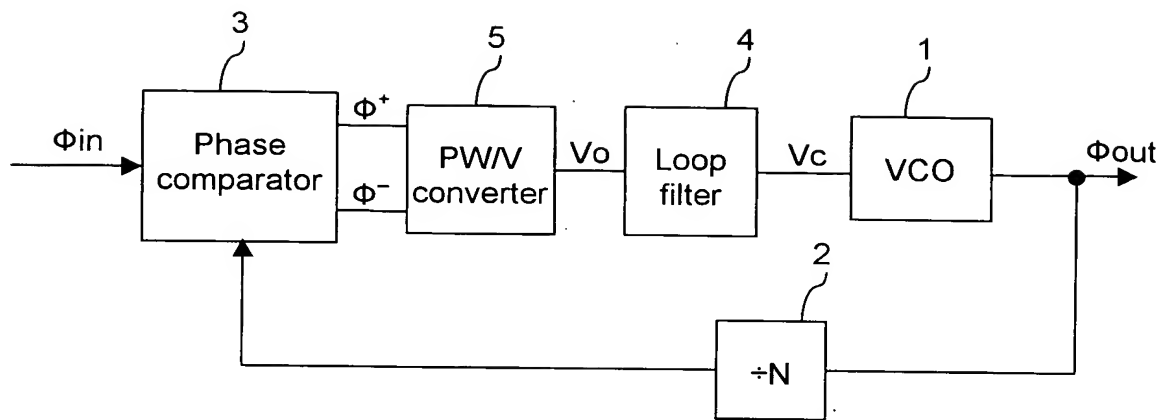 3
5
4
1
Φin
Phase
comparator
Φ⁺
Φ⁻
PW/V
converter
Vo
Loop
filter
Vc
VCO
Φout
2
÷N